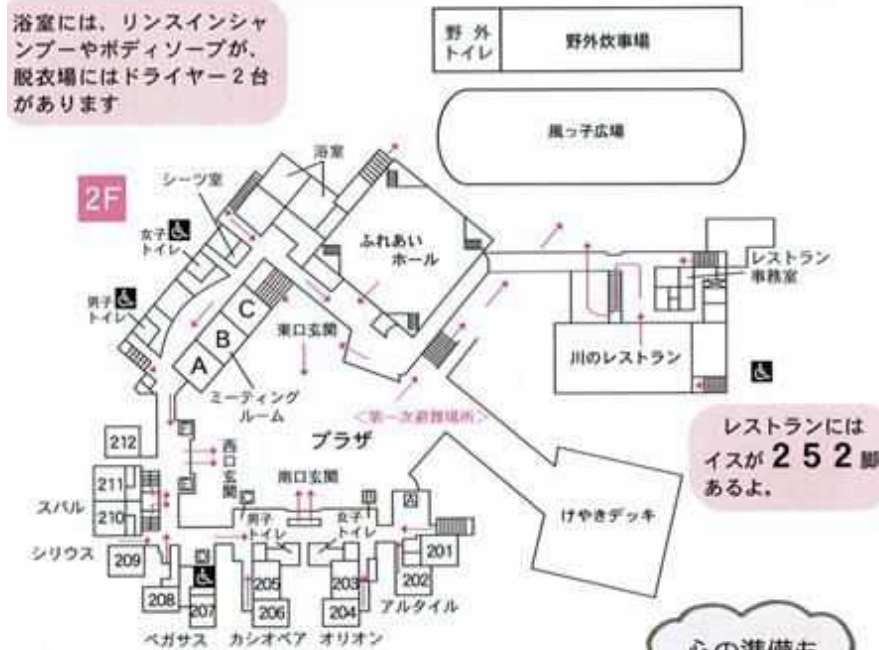 浴室には、リンスインシャ
ンプーやボディソープが、
脱衣場にはドライヤー2台
があります
野外
トイレ
野外炊事場
風っ子広場
2F
浴室
シーツ室
女子
トイレ
男子
トイレ
ふれあい
ホール
レストラン
事務室
川のレストラン
C
B
A
東口玄関
ミーティング
ルーム
<第一次避難場所>
プラザ
レストランには
イスが252脚
あるよ。
212
西口玄関
南口玄関
211
スバル
210
男子
トイレ
女子
トイレ
けやきデッキ
シリウス
209
208
207
205
206
203
204
201
202
アルタイル
ペガサス
カシオペア
オリオン
心の準備も